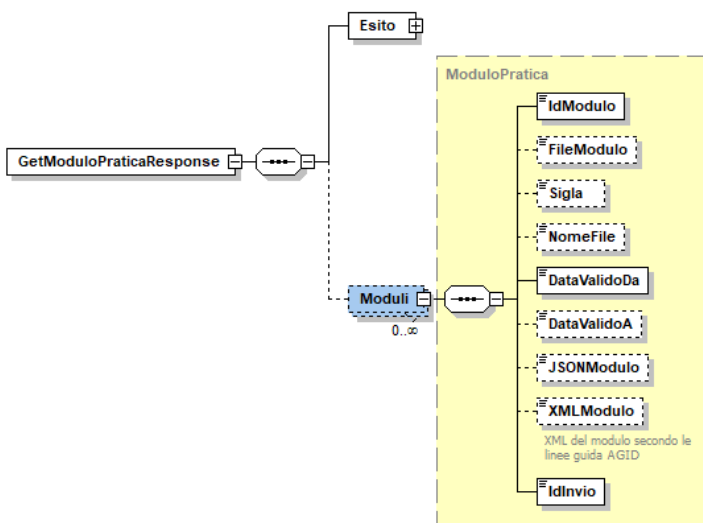 Esito
ModuloPratica
IdModulo
FileModulo
GetModuloPraticaResponse
Sigla
NomeFile
DataValidoDa
Moduli
0..∞
DataValidoA
JSONModulo
XMLModulo
XML del modulo secondo le
linee guida AGID
IdInvio